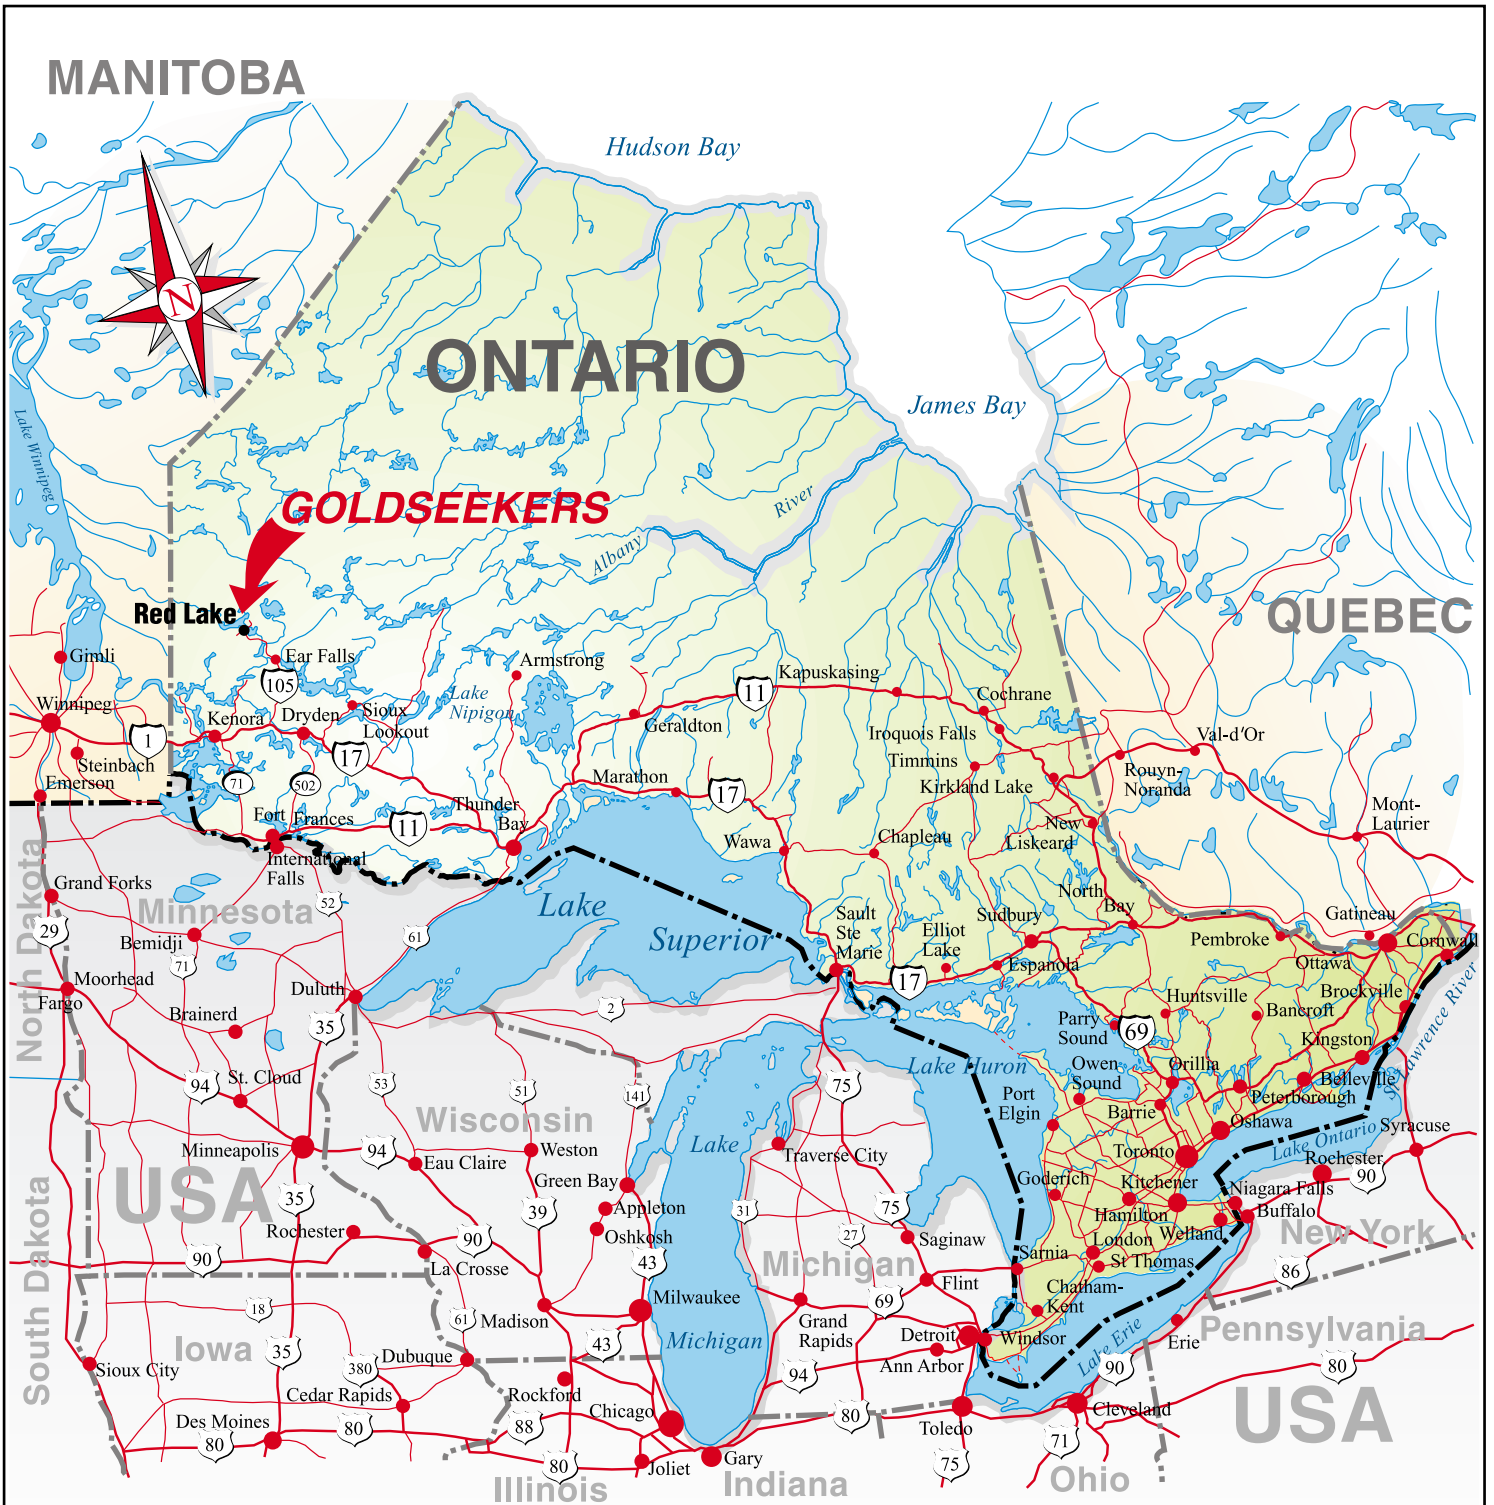 MANITOBA
Hudson Bay
N
ONTARIO
James Bay
Lake Winnipeg
GOLDSEEKERS
River
Albany
Red Lake
QUEBEC
Gimli
Ear Falls
105
Armstrong
Kapuskasing
11
Lake
Nipigon
Winnipeg
Kenora
Dryden
Sioux
Lookout
Geraldton
Cochrane
Iroquois Falls
Val-d'Or
1
17
Steinbach
Emerson
71
502
Marathon
17
Timmins
Kirkland Lake
Rouyn-
Noranda
Fort Frances
11
Thunder
Bay
Wawa
Chapleau
New
Liskeard
Mont-
Laurier
International
Falls
North Dakota
Grand Forks
Minnesota
52
29
Bemidji
71
61
Lake
Superior
Sault
Ste
Marie
Elliot
Lake
Sudbury
North
Bay
Pembroke
Gatineau
Ottawa
Cornwall
Espanola
17
Moorhead
Fargo
Duluth
35
Brainerd
2
Huntsville
Bancroft
Brockville
St. Lawrence River
Parry
Sound
69
Kingston
Lake Huron
Owen
Sound
Orillia
Belleville
Peterborough
94
St. Cloud
53
51
141
75
Port
Elgin
Barrie
Oshawa
Wisconsin
Minneapolis
94
Eau Claire
Weston
Lake
Traverse City
Toronto
Lake Ontario
Syracuse
Rochester
90
USA
35
Green Bay
Appleton
Oshkosh
39
31
75
27
Goderich
Kitchener
Hamilton
Niagara Falls
Buffalo
Welland
New York
South Dakota
Rochester
90
90
La Crosse
43
Michigan
Saginaw
Flint
Sarnia
London
St Thomas
86
18
61
Madison
Milwaukee
Michigan
Grand
Rapids
69
Chatham-
Kent
Detroit
Ann Arbor
Windsor
Lake Erie
Erie
Pennsylvania
Iowa
35
380
Dubuque
43
94
90
80
Sioux City
Cedar Rapids
Rockford
Chicago
80
Toledo
Cleveland
USA
Des Moines
80
80
88
80
Joliet
Gary
75
71
Illinois
Indiana
Ohio